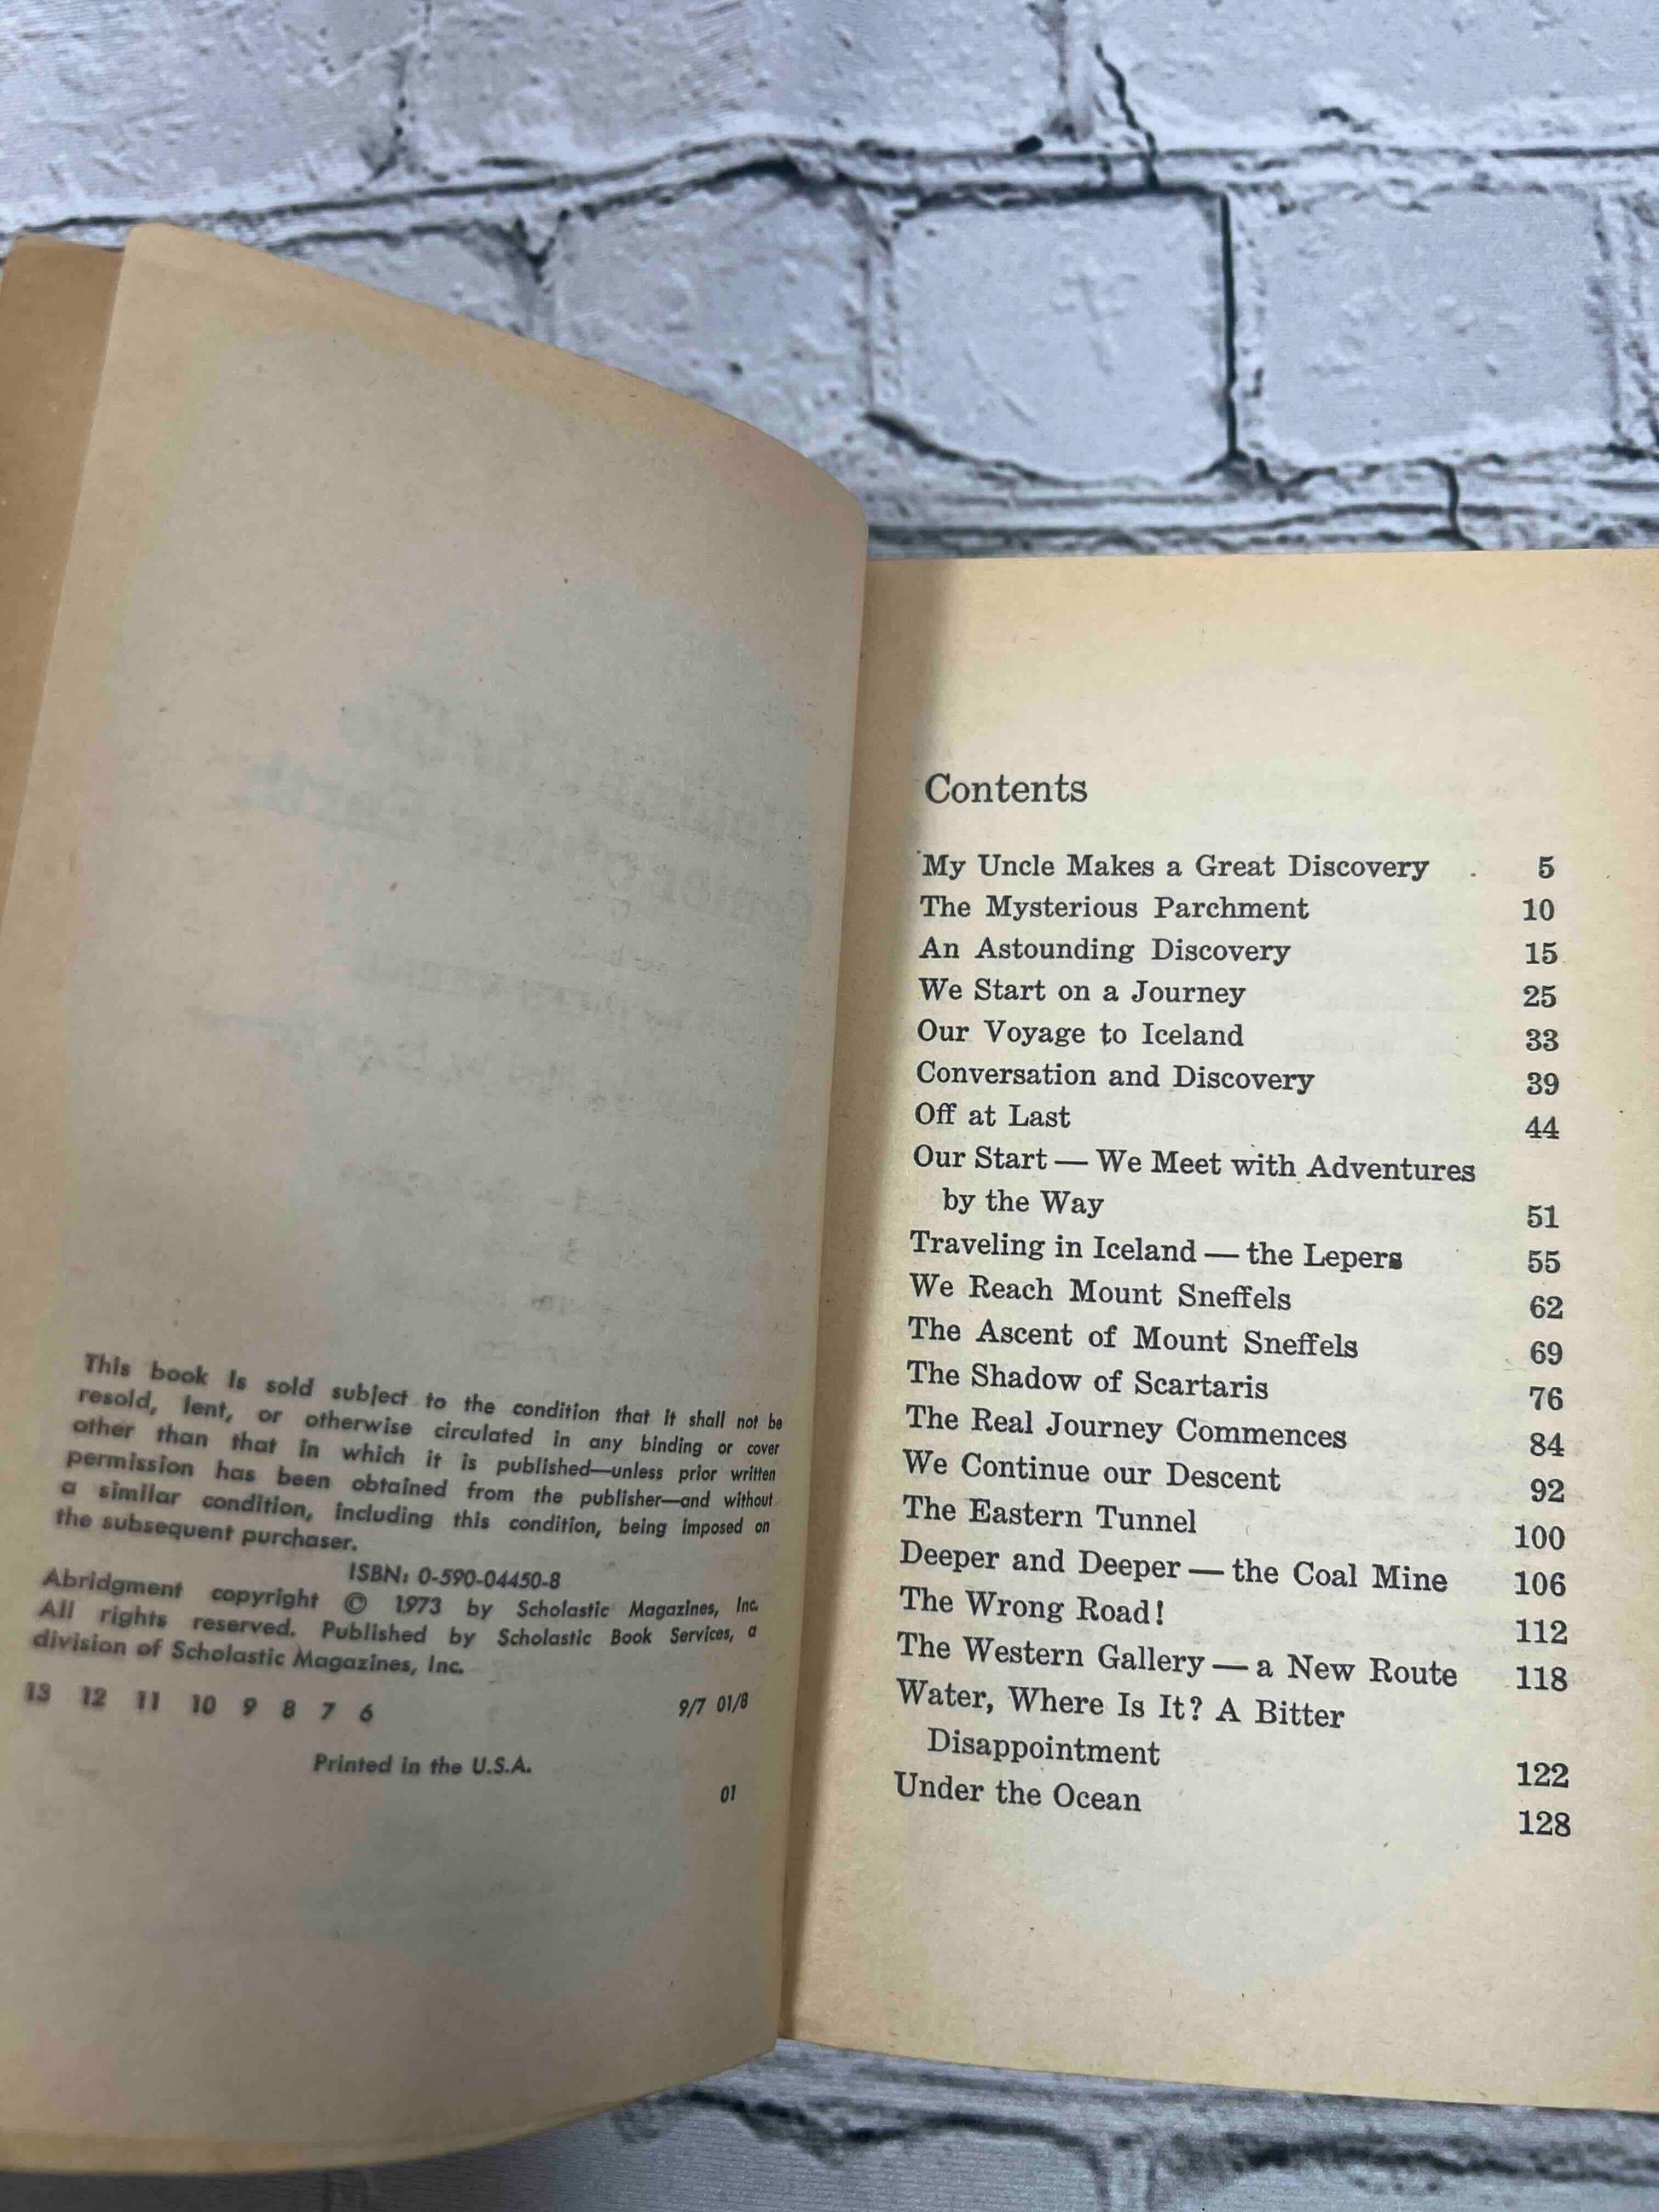 This book is sold subject to the condition that it shall not be
resold, lent, or otherwise circulated in any binding or cover
other than that in which it is published—unless prior written
permission has been obtained from the publisher—and without
a similar condition, including this condition, being imposed on
the subsequent purchaser.
ISBN: 0-590-04450-8
Abridgment copyright © 1973 by Scholastic Magazines, Inc.
All rights reserved. Published by Scholastic Book Services, a
division of Scholastic Magazines, Inc.
13 12 11 10 9 8 7 6 9/7 01/8
Printed in the U.S.A.
01
Contents
My Uncle Makes a Great Discovery . 5
The Mysterious Parchment 10
An Astounding Discovery 15
We Start on a Journey 25
Our Voyage to Iceland 33
Conversation and Discovery 39
Off at Last 44
Our Start — We Meet with Adventures
by the Way 51
Traveling in Iceland — the Lepers 55
We Reach Mount Sneffels 62
The Ascent of Mount Sneffels 69
The Shadow of Scartaris 76
The Real Journey Commences 84
We Continue our Descent 92
The Eastern Tunnel 100
Deeper and Deeper — the Coal Mine 106
The Wrong Road! 112
The Western Gallery — a New Route 118
Water, Where Is It? A Bitter
Disappointment 122
Under the Ocean 128